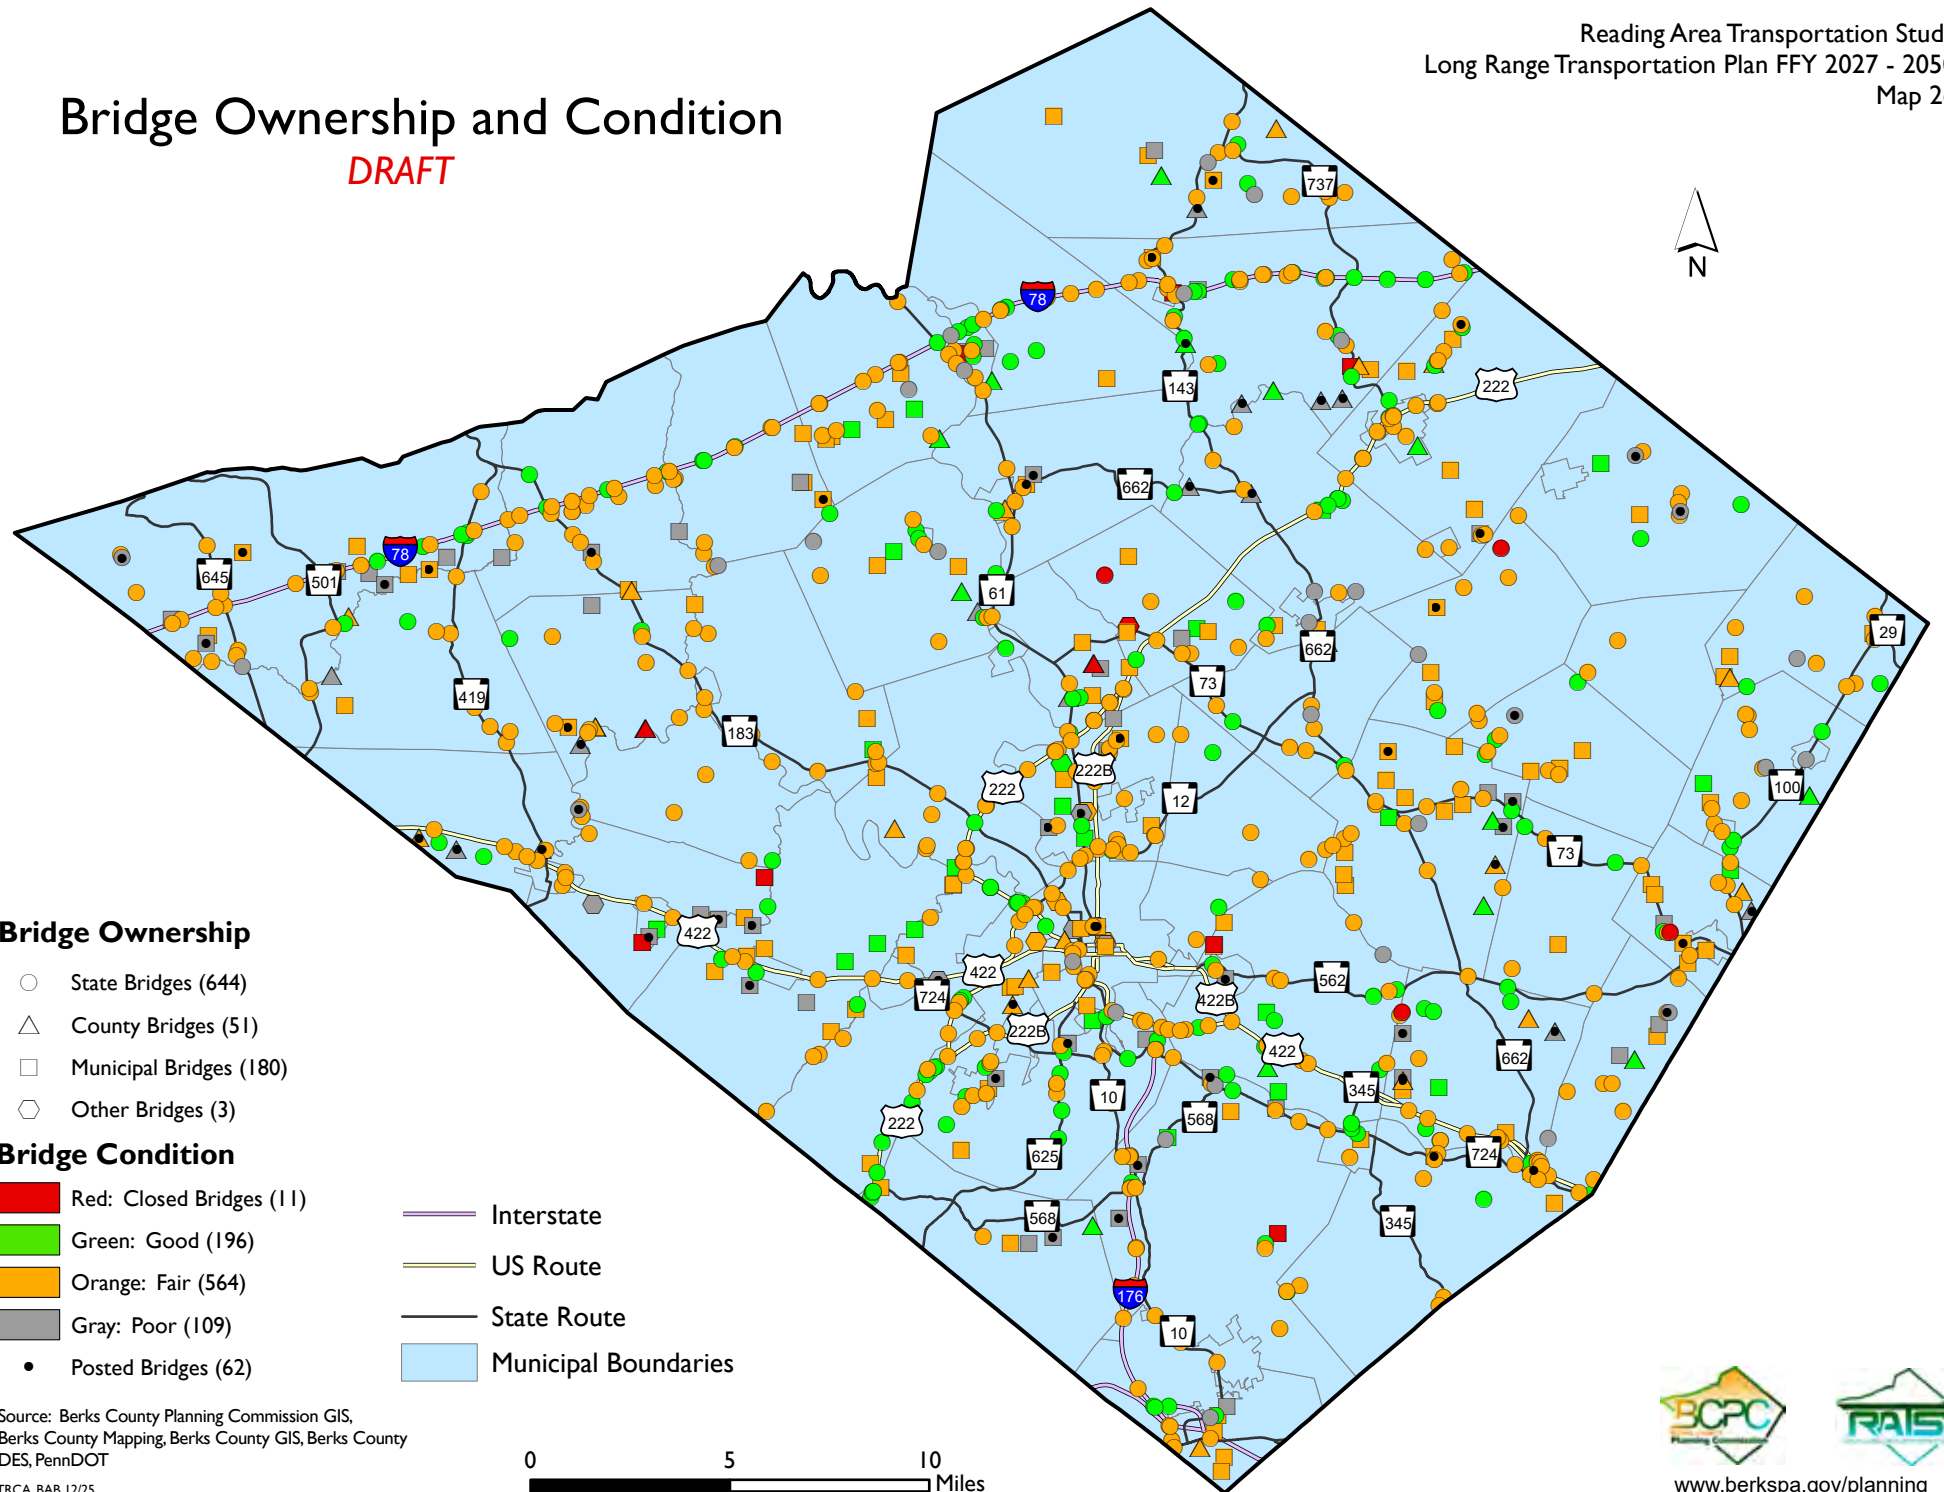 Reading Area Transportation Stud
Long Range Transportation Plan FFY 2027 - 205
Map 2
Bridge Ownership and Condition
DRAFT
N
737
78
143
222
662
78
645
501
61
29
662
419
73
183
222B
222
12
100
73
422
422
562
724
422B
222B
422
662
345
10
568
222
625
724
568
345
176
10
Bridge Ownership
State Bridges (644)
County Bridges (51)
Municipal Bridges (180)
Other Bridges (3)
Bridge Condition
Red: Closed Bridges (11)
Green: Good (196)
Orange: Fair (564)
Gray: Poor (109)
Posted Bridges (62)
Interstate
US Route
State Route
Municipal Boundaries
Source: Berks County Planning Commission GIS,
Berks County Mapping, Berks County GIS, Berks County
DES, PennDOT
TRCA BAB 12/25
0 5 10
Miles
BCPC
Planning Commission
RATS
www.berkspa.gov/planning